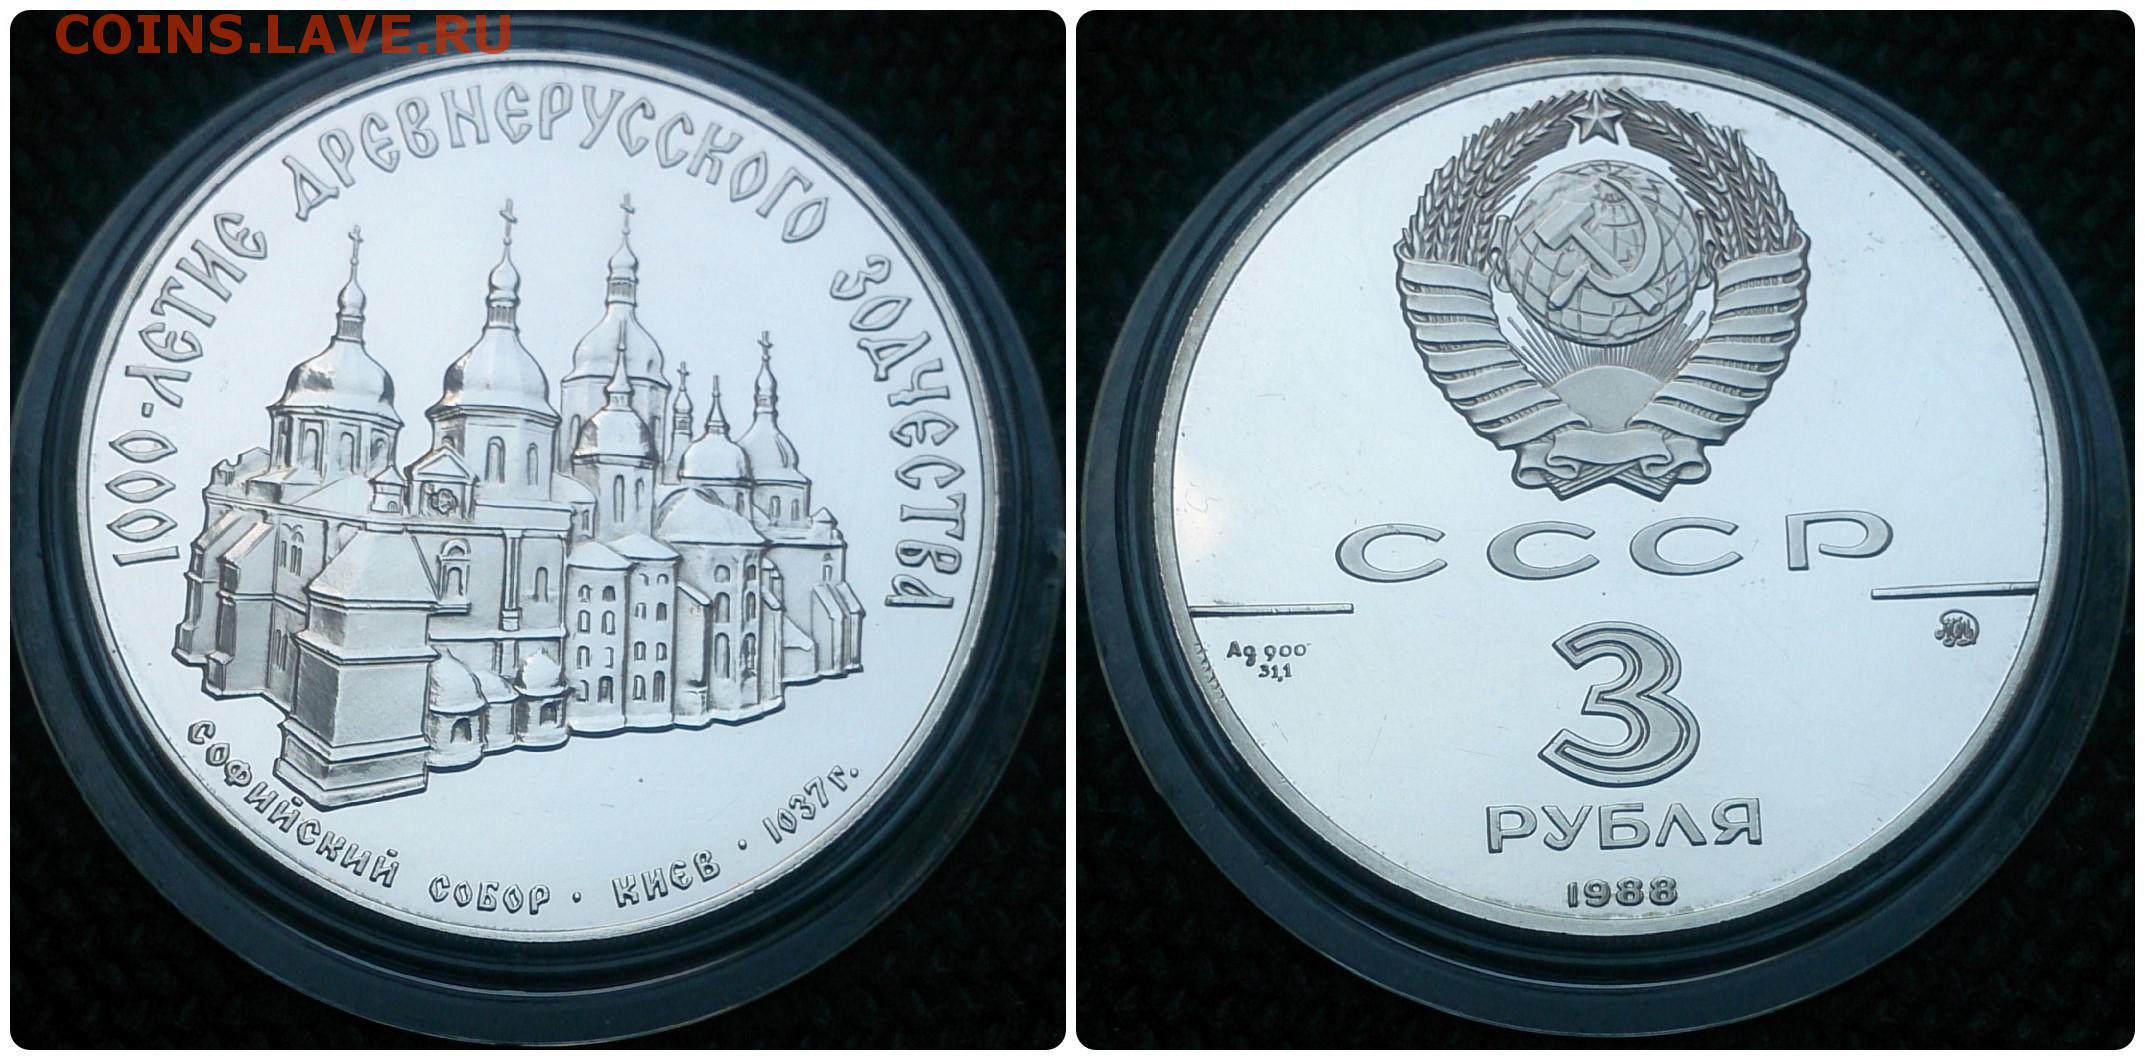 COINS.LAVE.RU
1000-ЛЕТИЕ ДРЕВНЕРУССКОГО ЗОДЧЕСТВА
СОФИЙСКИЙ СОБОР · КИЕВ · 1037 г.
СССР
Ag 900
31,1
3
РУБЛЯ
1988